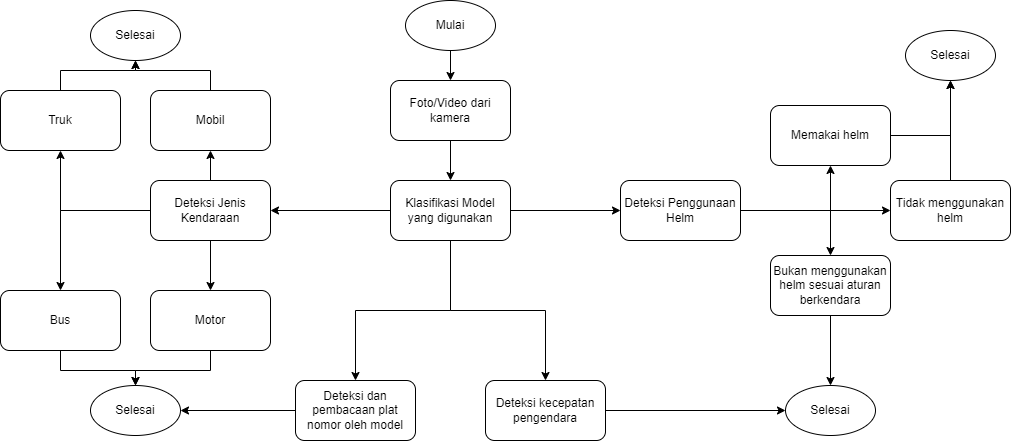 Selesai
Mulai
Selesai
Truk
Mobil
Foto/Video dari
kamera
Memakai helm
Deteksi Jenis
Kendaraan
Klasifikasi Model
yang digunakan
Deteksi Penggunaan
Helm
Tidak menggunakan
helm
Bukan menggunakan
helm sesuai aturan
berkendara
Bus
Motor
Selesai
Deteksi dan
pembacaan plat
nomor oleh model
Deteksi kecepatan
pengendara
Selesai